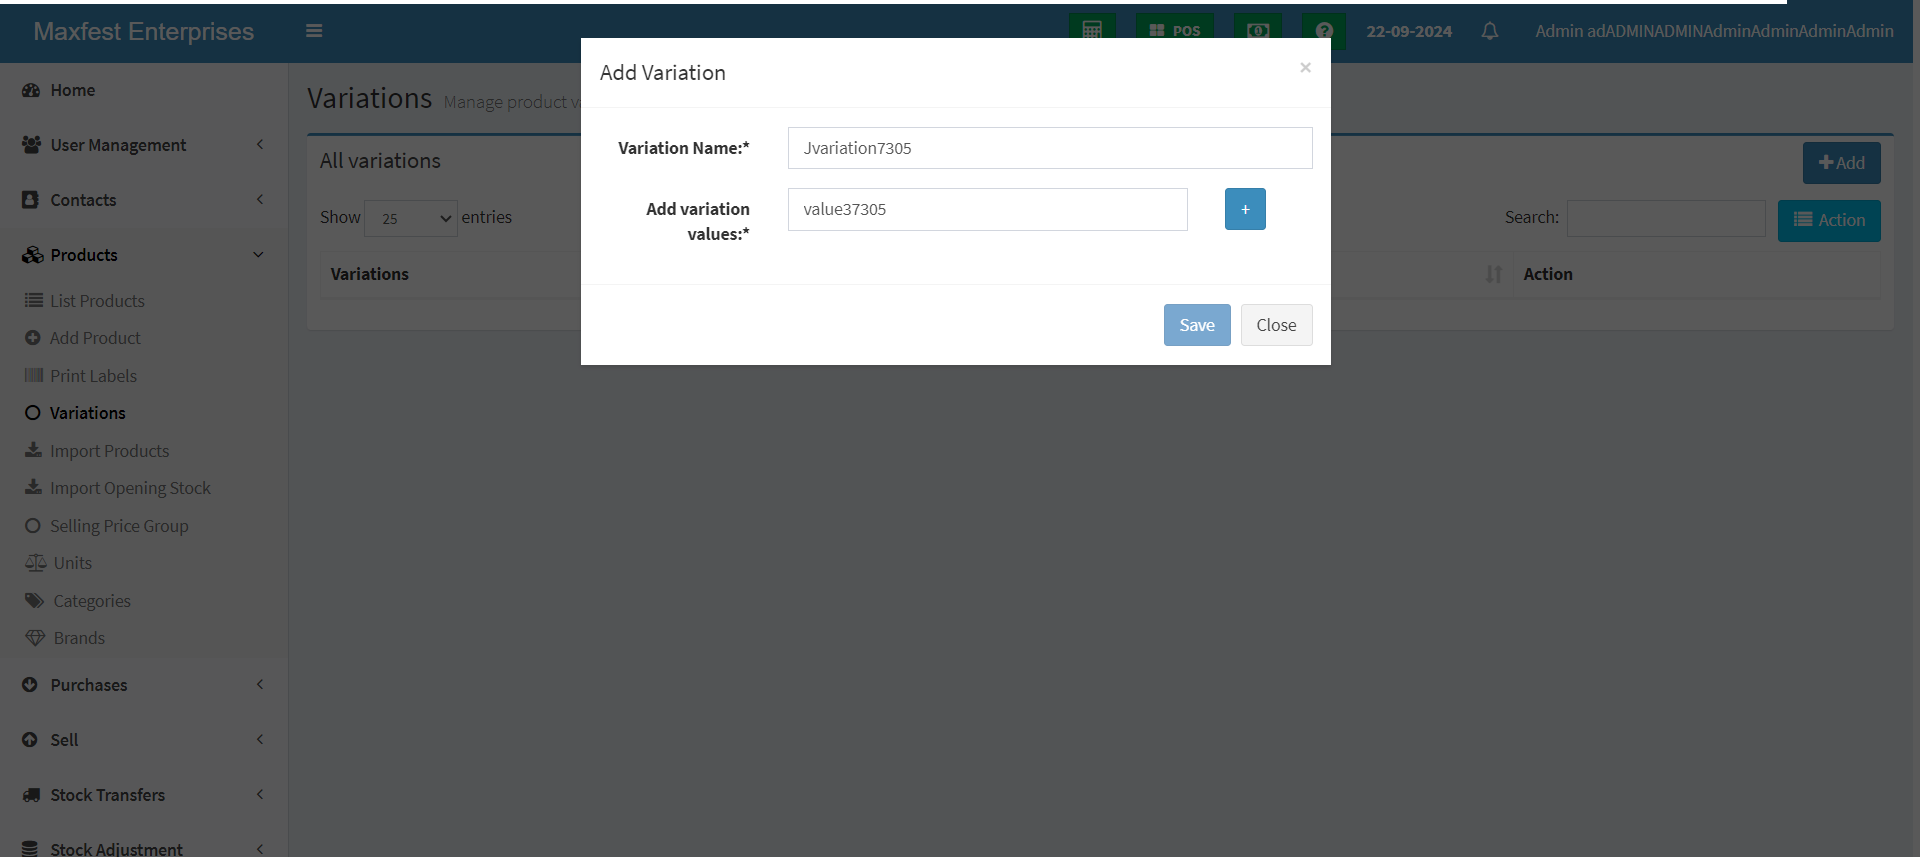 Maxfest Enterprises
POS
22-09-2024
Admin adADMINADMINAdminAdminAdminAdmin
Home
User Management
Contacts
Products
List Products
Add Product
Print Labels
Variations
Import Products
Import Opening Stock
Selling Price Group
Units
Categories
Brands
Purchases
Sell
Stock Transfers
Stock Adjustment
Variations Manage product
All variations
Add
Show 25 entries
Search:
Action
Variations
Action
Add Variation
×
Variation Name:*
Jvariation7305
Add variation
values:*
value37305
+
Save
Close